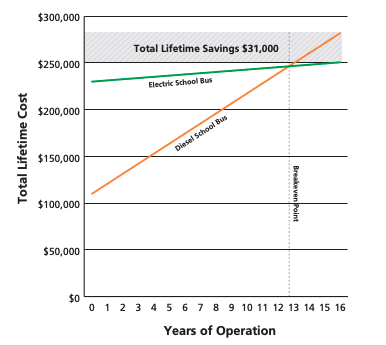 $300,000
Total Lifetime Savings $31,000
$250,000
Electric School Bus
$200,000
Diesel School Bus
$150,000
Breakeven Point
$100,000
$50,000
$0
Total Lifetime Cost
0 1 2 3 4 5 6 7 8 9 10 11 12 13 14 15 16
Years of Operation